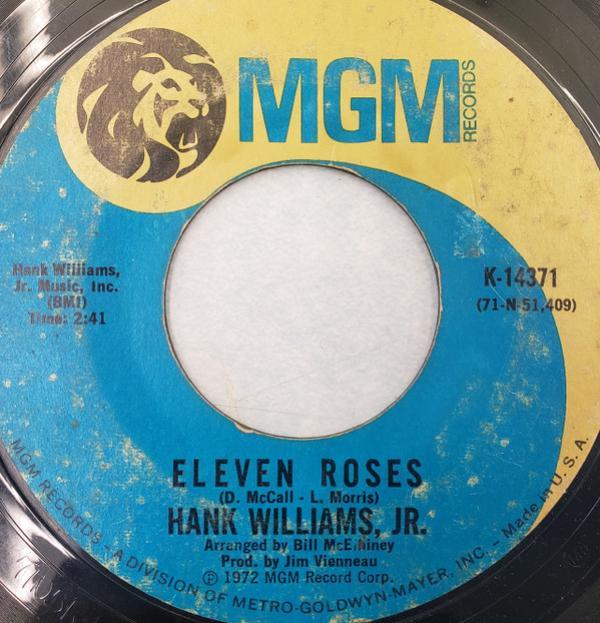 MGM
RECORDS
Hank Williams,
Jr. Music, Inc.
(BMI)
Time: 2:41
K-14371
(71-N-51,409)
ELEVEN ROSES
(D. McCall - L. Morris)
HANK WILLIAMS, JR.
Arranged by Bill McElhiney
Prod. by Jim Vienneau
℗ 1972 MGM Record Corp.
MGM RECORDS - A DIVISION OF METRO-GOLDWYN-MAYER, INC. - Made in U. S. A.